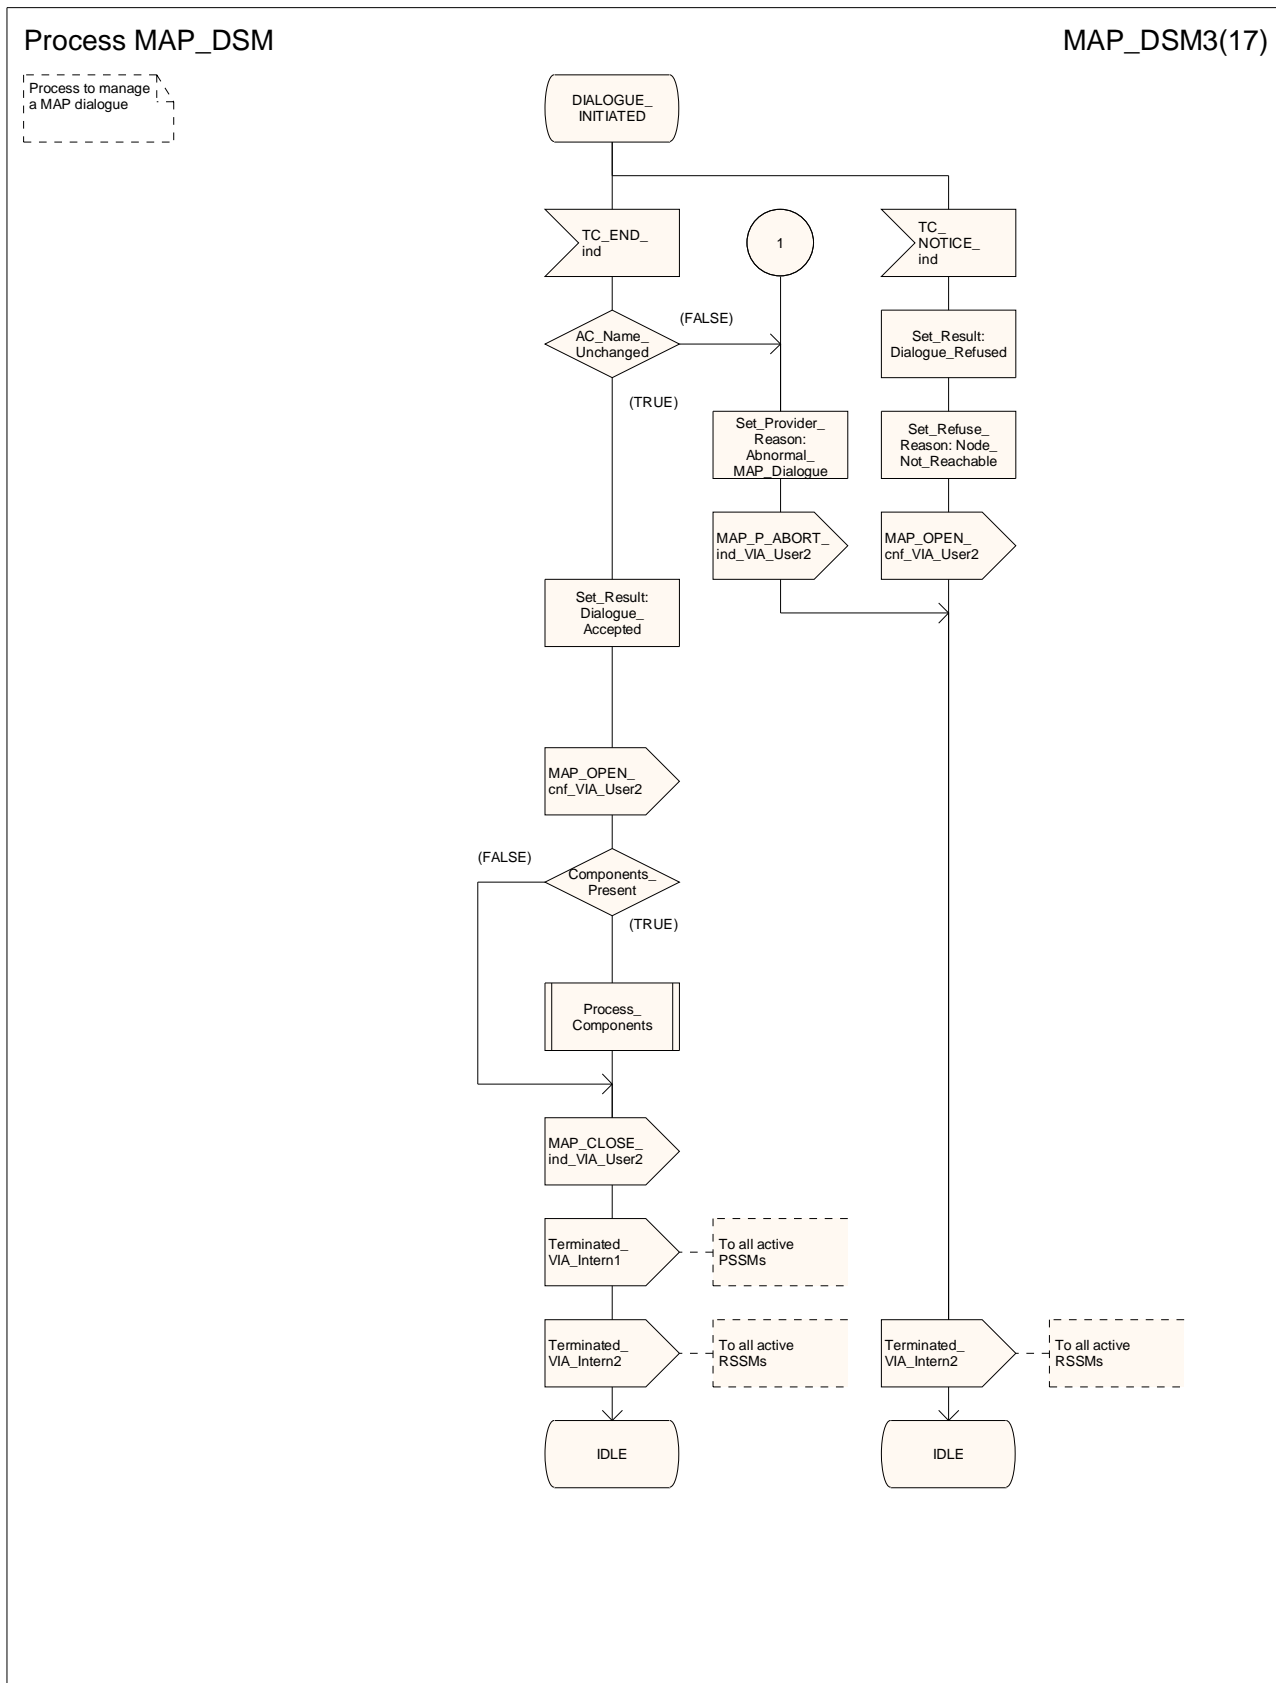 Process MAP_DSM
MAP_DSM3(17)
Process to manage
a MAP dialogue
DIALOGUE_
INITIATED
TC_END_
ind
1
TC_
NOTICE_
ind
AC_Name_
Unchanged
(FALSE)
(TRUE)
Set_Result:
Dialogue_Refused
Set_Provider_
Reason:
Abnormal_
MAP_Dialogue
Set_Refuse_
Reason: Node_
Not_Reachable
MAP_P_ABORT_
ind_VIA_User2
MAP_OPEN_
cnf_VIA_User2
Set_Result:
Dialogue_
Accepted
MAP_OPEN_
cnf_VIA_User2
(FALSE)
Components_
Present
(TRUE)
Process_
Components
MAP_CLOSE_
ind_VIA_User2
Terminated_
VIA_Intern1
To all active
PSSMs
Terminated_
VIA_Intern2
To all active
RSSMs
Terminated_
VIA_Intern2
To all active
RSSMs
IDLE
IDLE